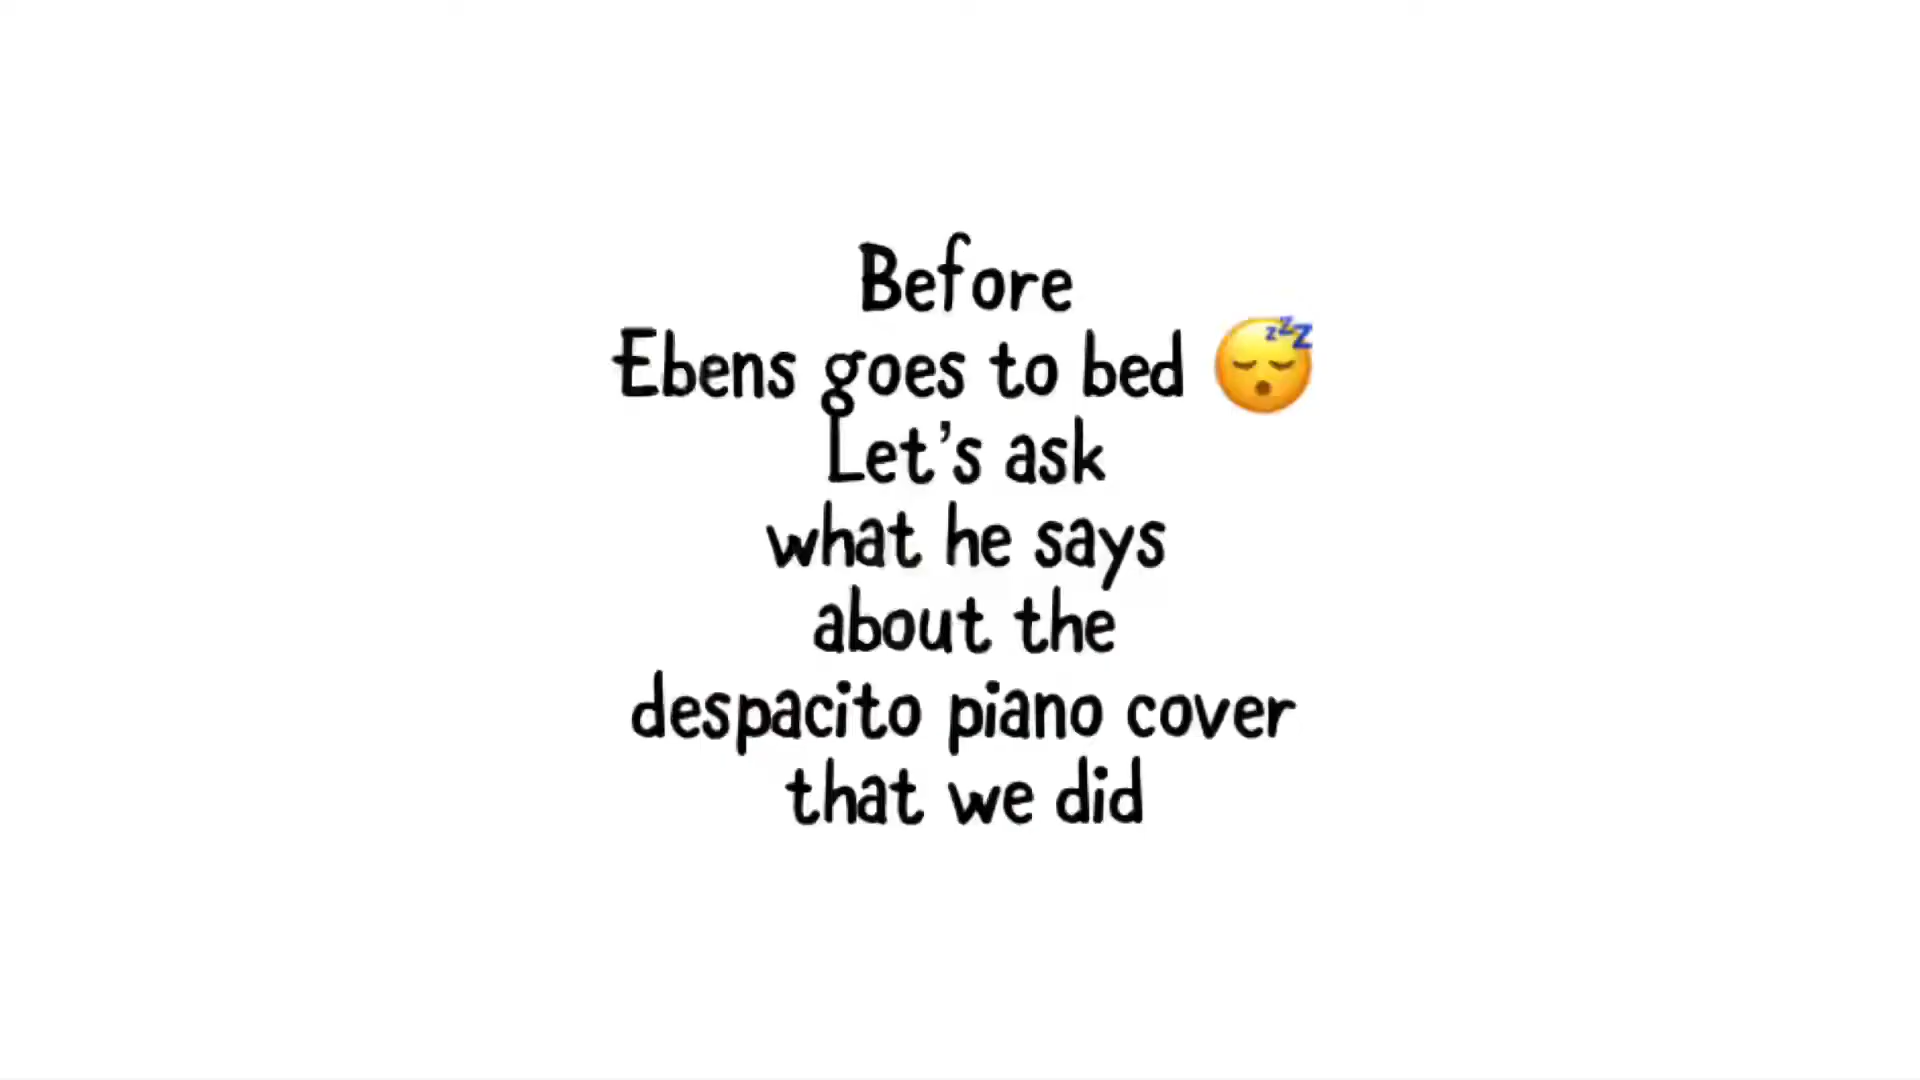 Before
Ebens goes to bed 😴
Let's ask
what he says
about the
despacito piano cover
that we did